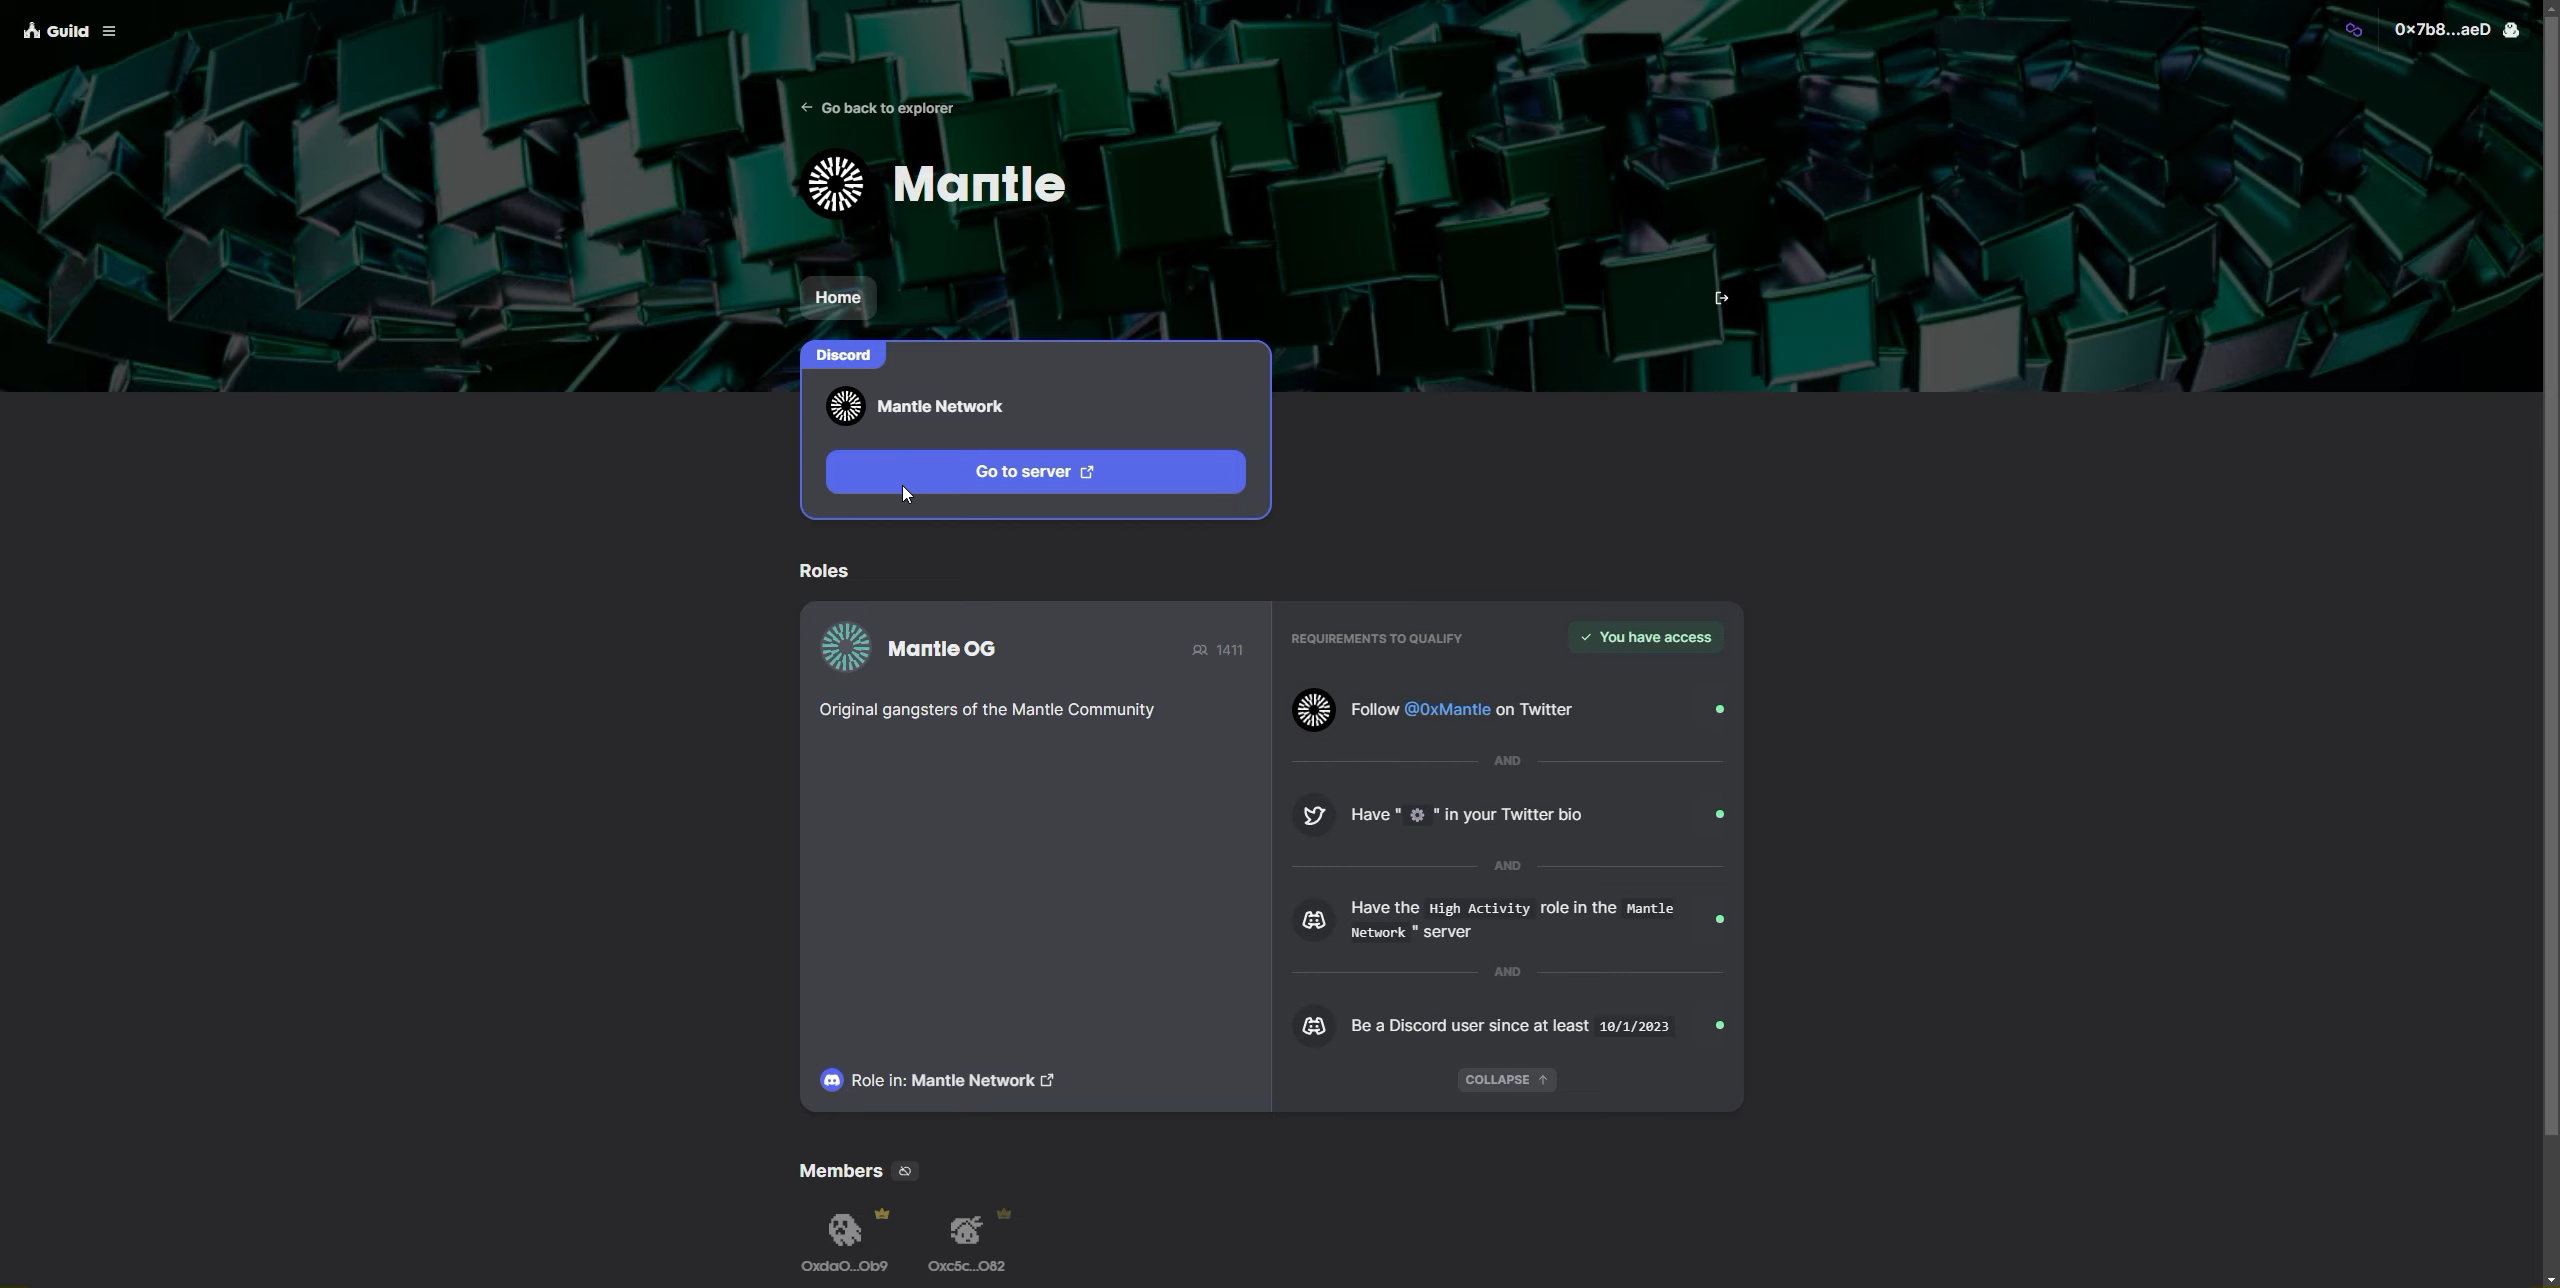 Guild
0×7b8...aeD
Go back to explorer
Mantle
Home
Discord
Mantle Network
Go to server
Roles
Mantle OG
1411
Original gangsters of the Mantle Community
Role in: Mantle Network
REQUIREMENTS TO QUALIFY
You have access
Follow @0xMantle on Twitter
AND
Have " " in your Twitter bio
AND
Have the High Activity role in the Mantle
Network " server
AND
Be a Discord user since at least 10/1/2023
COLLAPSE
Members
0xda0...0b9
0xc5c...082